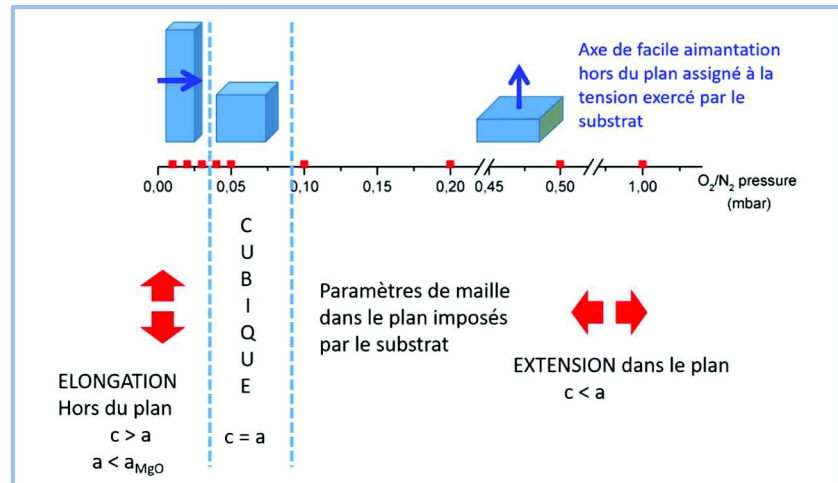 Axe de facile aimantation
hors du plan assigné à la
tension exercé par le
substrat
0,00 0,05 0,10 0,15 0,20 0,45 0,50 1,00
O₂/N₂ pressure
(mbar)
C
U
B
I
Q
U
E
c = a
Paramètres de maille
dans le plan imposés
par le substrat
ELONGATION
Hors du plan
c > a
a < aMgO
EXTENSION dans le plan
c < a